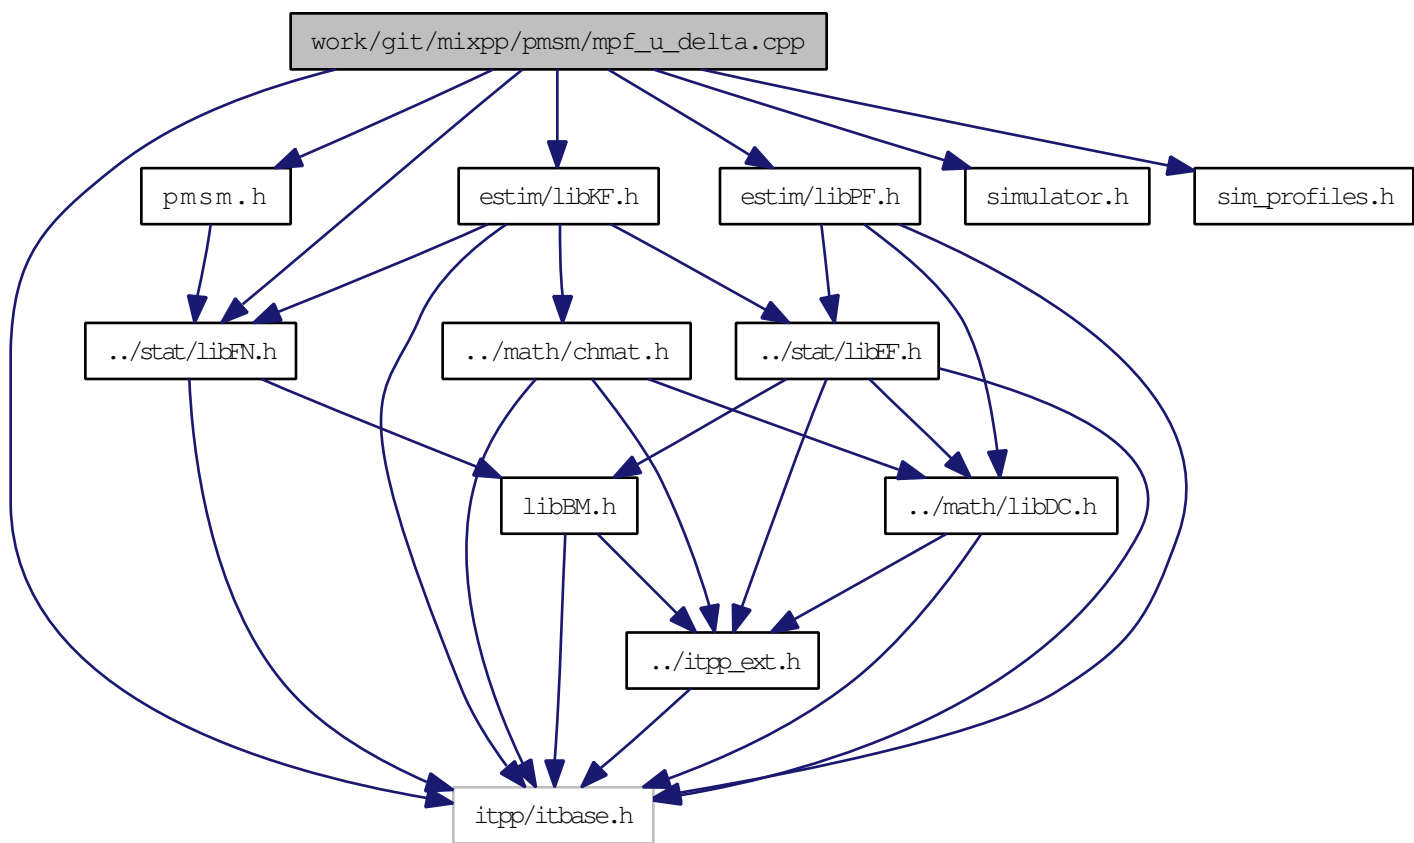 work/git/mixpp/pmsm/mpf_u_delta.cpp
pmsm.h
estim/libKF.h
estim/libPF.h
simulator.h
sim_profiles.h
../stat/libFN.h
../math/chmat.h
../stat/libEF.h
libBM.h
../math/libDC.h
../itpp_ext.h
itpp/itbase.h